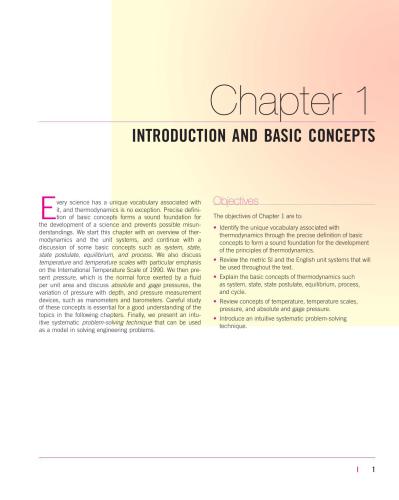 Chapter 1
INTRODUCTION AND BASIC CONCEPTS
Every science has a unique vocabulary associated with
it, and thermodynamics is no exception. Precise defini-
tion of basic concepts forms a sound foundation for
the development of a science and prevents possible misun-
derstandings. We start this chapter with an overview of ther-
modynamics and the unit systems, and continue with a
discussion of some basic concepts such as system, state,
state postulate, equilibrium, and process. We also discuss
temperature and temperature scales with particular emphasis
on the International Temperature Scale of 1990. We then pre-
sent pressure, which is the normal force exerted by a fluid
per unit area and discuss absolute and gage pressures, the
variation of pressure with depth, and pressure measurement
devices, such as manometers and barometers. Careful study
of these concepts is essential for a good understanding of the
topics in the following chapters. Finally, we present an intu-
itive systematic problem-solving technique that can be used
as a model in solving engineering problems.
Objectives
The objectives of Chapter 1 are to:
• Identify the unique vocabulary associated with
thermodynamics through the precise definition of basic
concepts to form a sound foundation for the development
of the principles of thermodynamics.
• Review the metric SI and the English unit systems that will
be used throughout the text.
• Explain the basic concepts of thermodynamics such
as system, state, state postulate, equilibrium, process,
and cycle.
• Review concepts of temperature, temperature scales,
pressure, and absolute and gage pressure.
• Introduce an intuitive systematic problem-solving
technique.
| 1